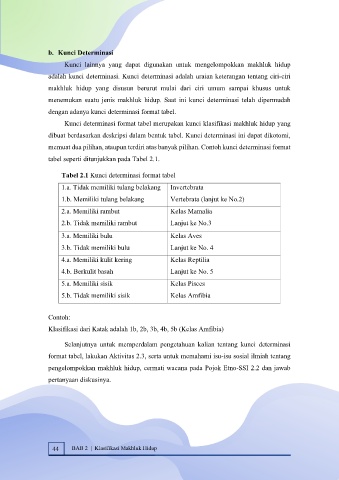 b. Kunci Determinasi
Kunci lainnya yang dapat digunakan untuk mengelompokkan makhluk hidup
adalah kunci determinasi. Kunci determinasi adalah uraian keterangan tentang ciri-ciri
makhluk hidup yang disusun berurut mulai dari ciri umum sampai khusus untuk
menemukan suatu jenis makhluk hidup. Saat ini kunci determinasi telah dipermudah
dengan adanya kunci determinasi format tabel.
Kunci determinasi format tabel merupakan kunci klasifikasi makhluk hidup yang
dibuat berdasarkan deskripsi dalam bentuk tabel. Kunci determinasi ini dapat dikotomi,
memuat dua pilihan, ataupun terdiri atas banyak pilihan. Contoh kunci determinasi format
tabel seperti ditunjukkan pada Tabel 2.1.
Tabel 2.1 Kunci determinasi format tabel
1.a. Tidak memiliki tulang belakang Invertebrata
1.b. Memiliki tulang belakang Vertebrata (lanjut ke No.2)
2.a. Memiliki rambut Kelas Mamalia
2.b. Tidak memiliki rambut Lanjut ke No.3
3.a. Memiliki bulu Kelas Aves
3.b. Tidak memiliki bulu Lanjut ke No. 4
4.a. Memiliki kulit kering Kelas Reptilia
4.b. Berkulit basah Lanjut ke No. 5
5.a. Memiliki sisik Kelas Pisces
5.b. Tidak memiliki sisik Kelas Amfibia
Contoh:
Klasifikasi dari Katak adalah 1b, 2b, 3b, 4b, 5b (Kelas Amfibia)
Selanjutnya untuk memperdalam pengetahuan kalian tentang kunci determinasi
format tabel, lakukan Aktivitas 2.3, serta untuk memahami isu-isu sosial ilmiah tentang
pengelompokkan makhluk hidup, cermati wacana pada Pojok Etno-SSI 2.2 dan jawab
pertanyaan diskusinya.
44 BAB 2 | Klasifikasi Makhluk Hidup